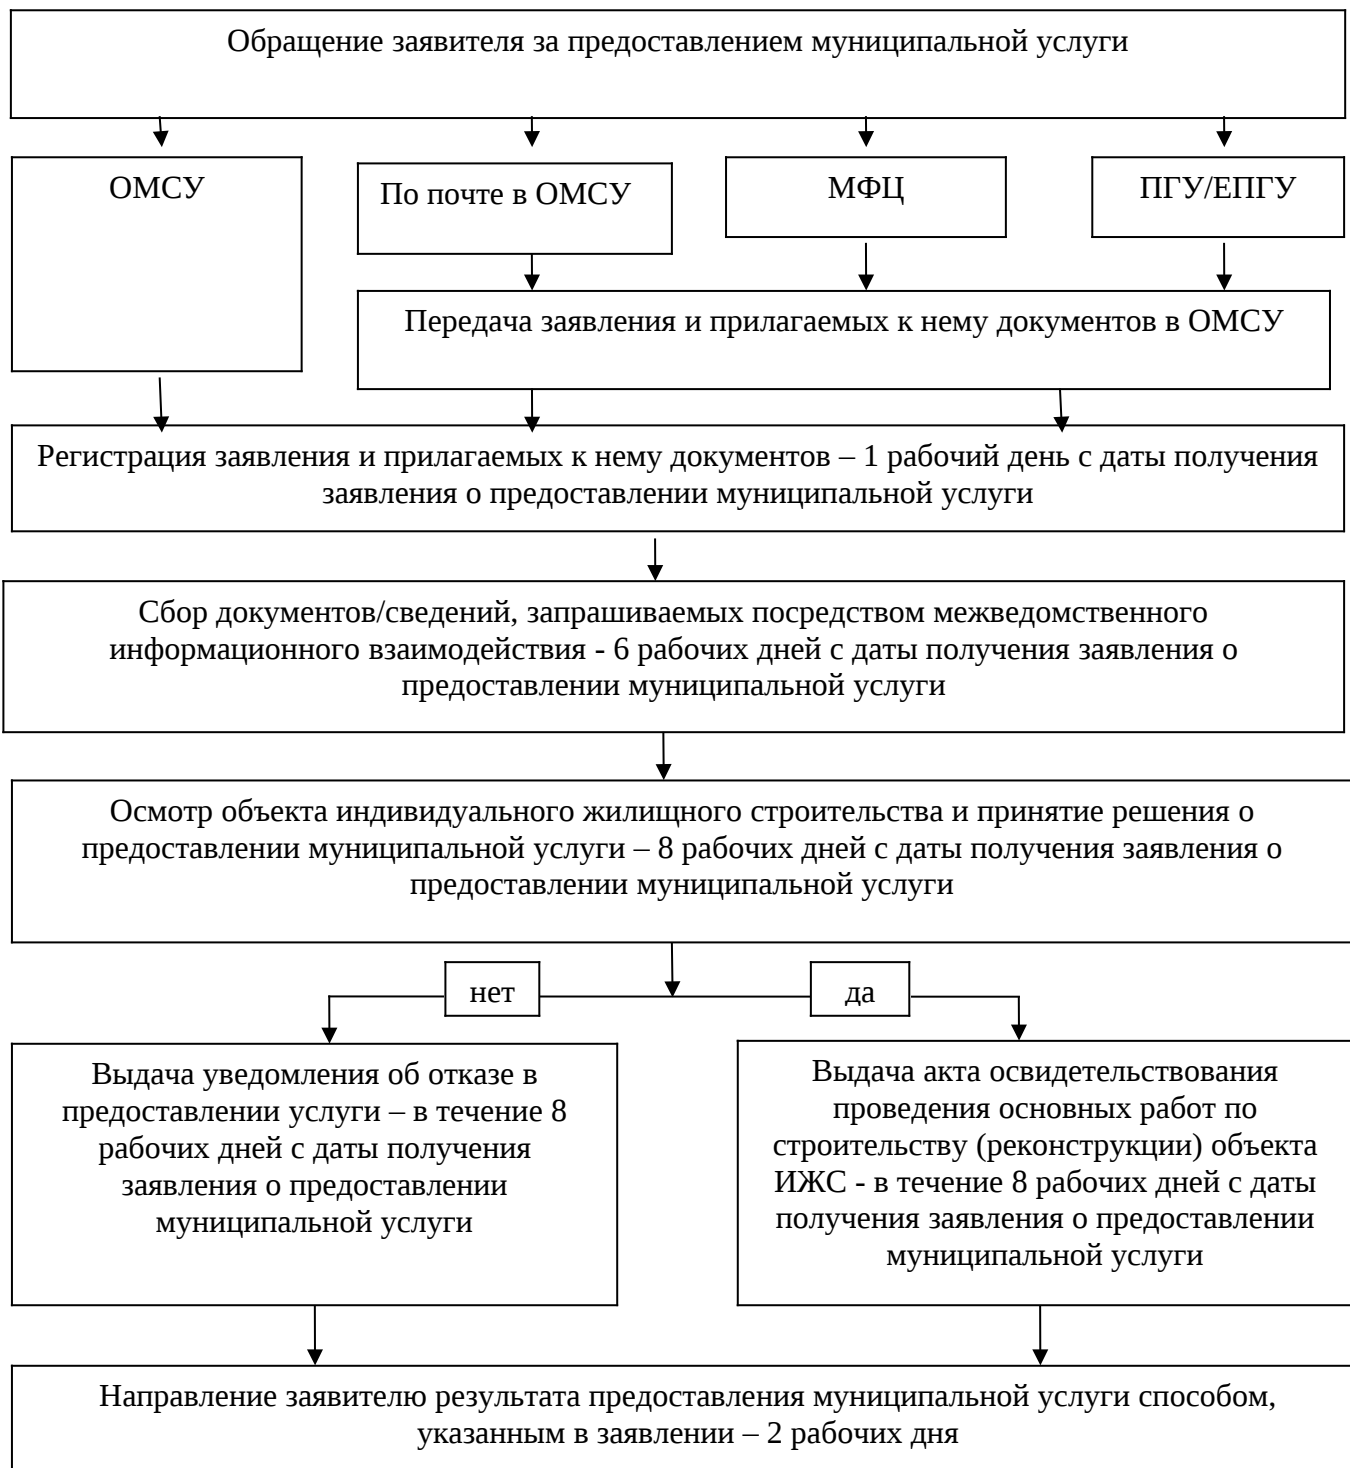 Обращение заявителя за предоставлением муниципальной услуги
ОМСУ
По почте в ОМСУ
МФЦ
ПГУ/ЕПГУ
Передача заявления и прилагаемых к нему документов в ОМСУ
Регистрация заявления и прилагаемых к нему документов – 1 рабочий день с даты получения
заявления о предоставлении муниципальной услуги
Сбор документов/сведений, запрашиваемых посредством межведомственного
информационного взаимодействия - 6 рабочих дней с даты получения заявления о
предоставлении муниципальной услуги
Осмотр объекта индивидуального жилищного строительства и принятие решения о
предоставлении муниципальной услуги – 8 рабочих дней с даты получения заявления о
предоставлении муниципальной услуги
нет
да
Выдача уведомления об отказе в
предоставлении услуги – в течение 8
рабочих дней с даты получения
заявления о предоставлении
муниципальной услуги
Выдача акта освидетельствования
проведения основных работ по
строительству (реконструкции) объекта
ИЖС - в течение 8 рабочих дней с даты
получения заявления о предоставлении
муниципальной услуги
Направление заявителю результата предоставления муниципальной услуги способом,
указанным в заявлении – 2 рабочих дня